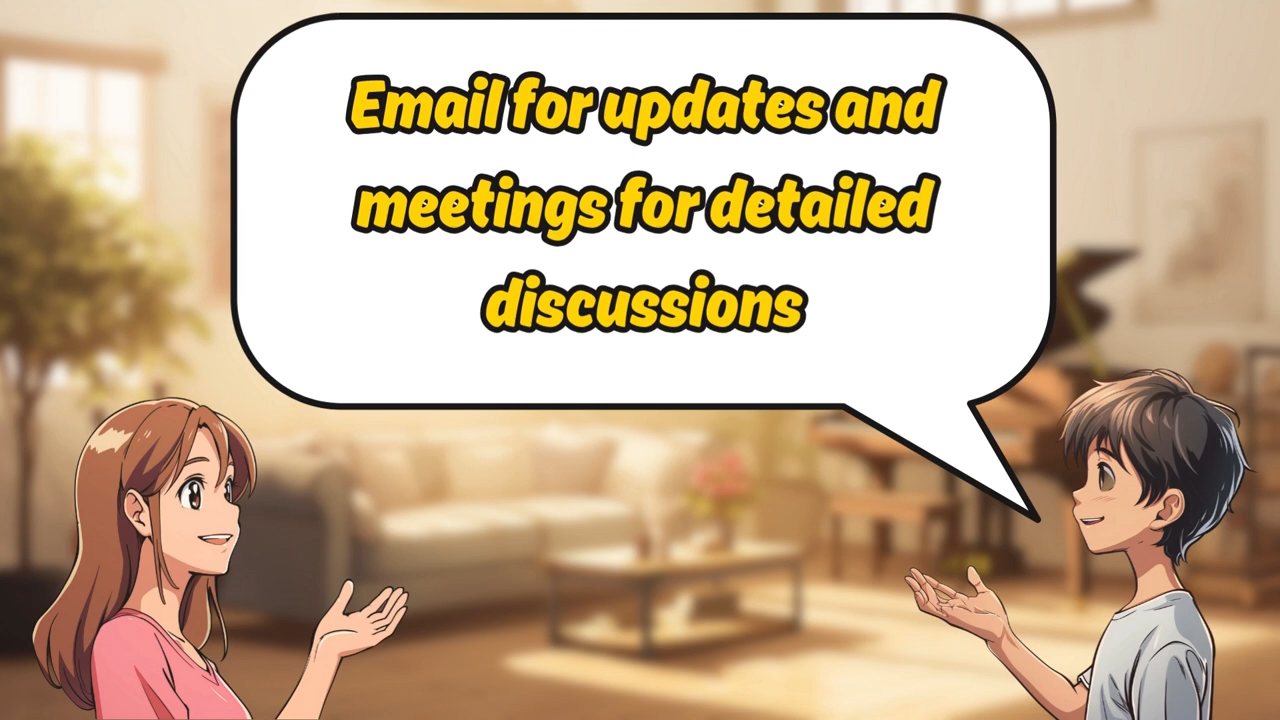 Email for updates and
meetings for detailed
discussions